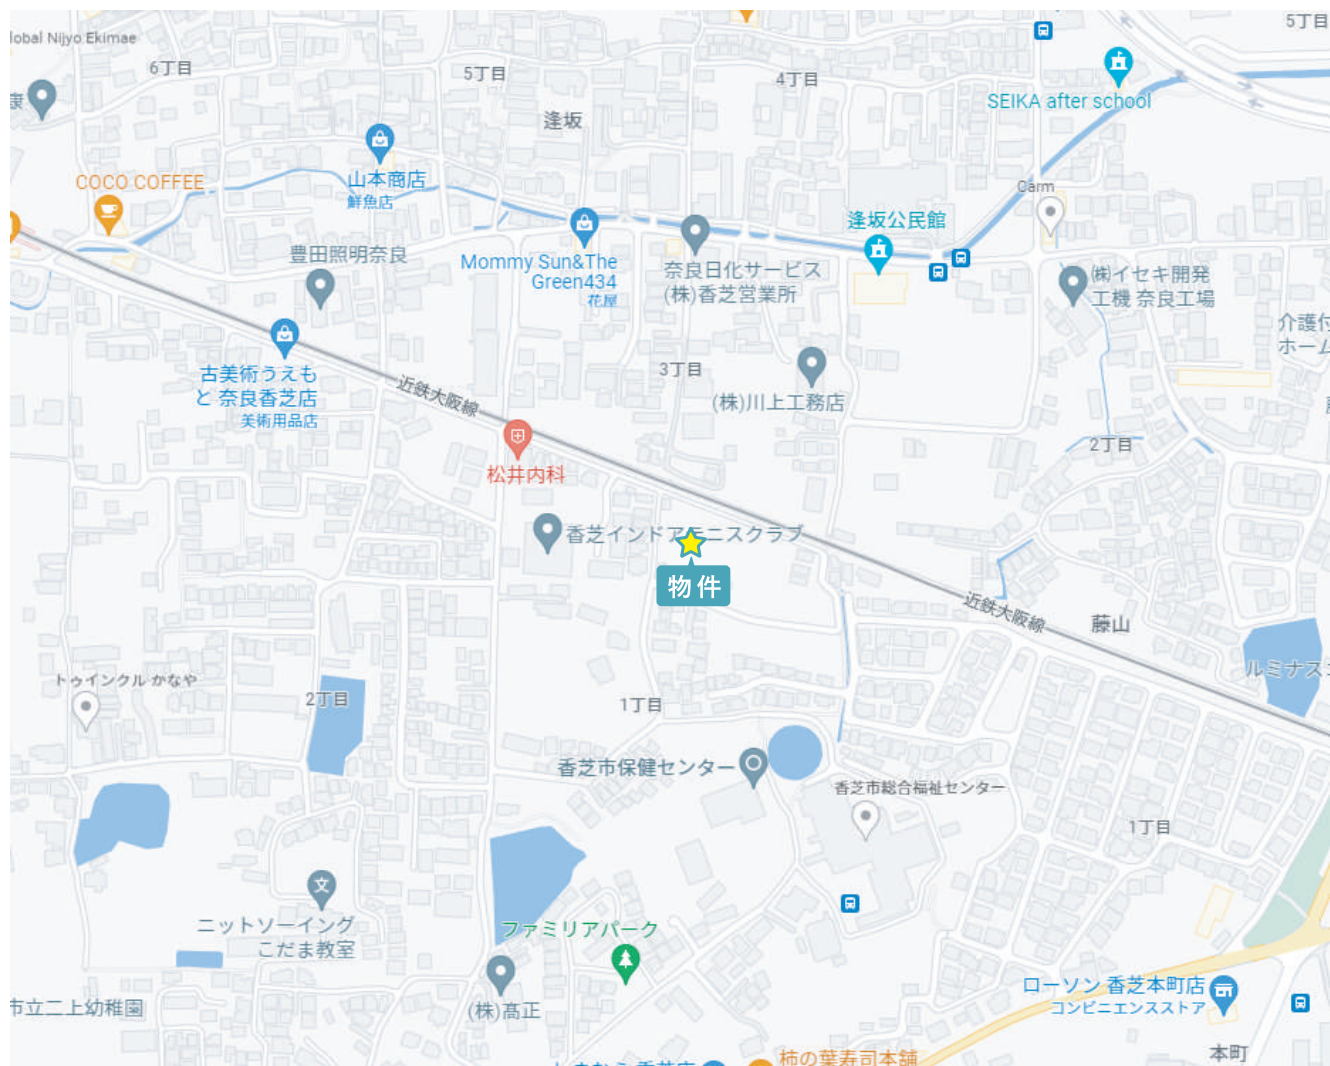 lobal Nijyo Ekimae
5丁目
6丁目
5丁目
4丁目
康
SEIKA after school
逢坂
COCO COFFEE
山本商店
鮮魚店
Carm
逢坂公民館
豊田照明奈良
Mommy Sun&The
Green434
花屋
奈良日化サービス
(株)香芝営業所
㈱イセキ開発
工機 奈良工場
介護付
ホーム
古美術うえも
と 奈良香芝店
美術用品店
近鉄大阪線
3丁目
(株)川上工務店
2丁目
松井内科
香芝インドアテニスクラブ
物件
近鉄大阪線
藤山
ルミナスコ
トゥインクル かなや
2丁目
1丁目
香芝市保健センター
香芝市総合福祉センター
1丁目
文
ニットソーイング
こだま教室
ファミリアパーク
(株)髙正
市立二上幼稚園
ローソン 香芝本町店
コンビニエンスストア
本町
柿の葉寿司本舗